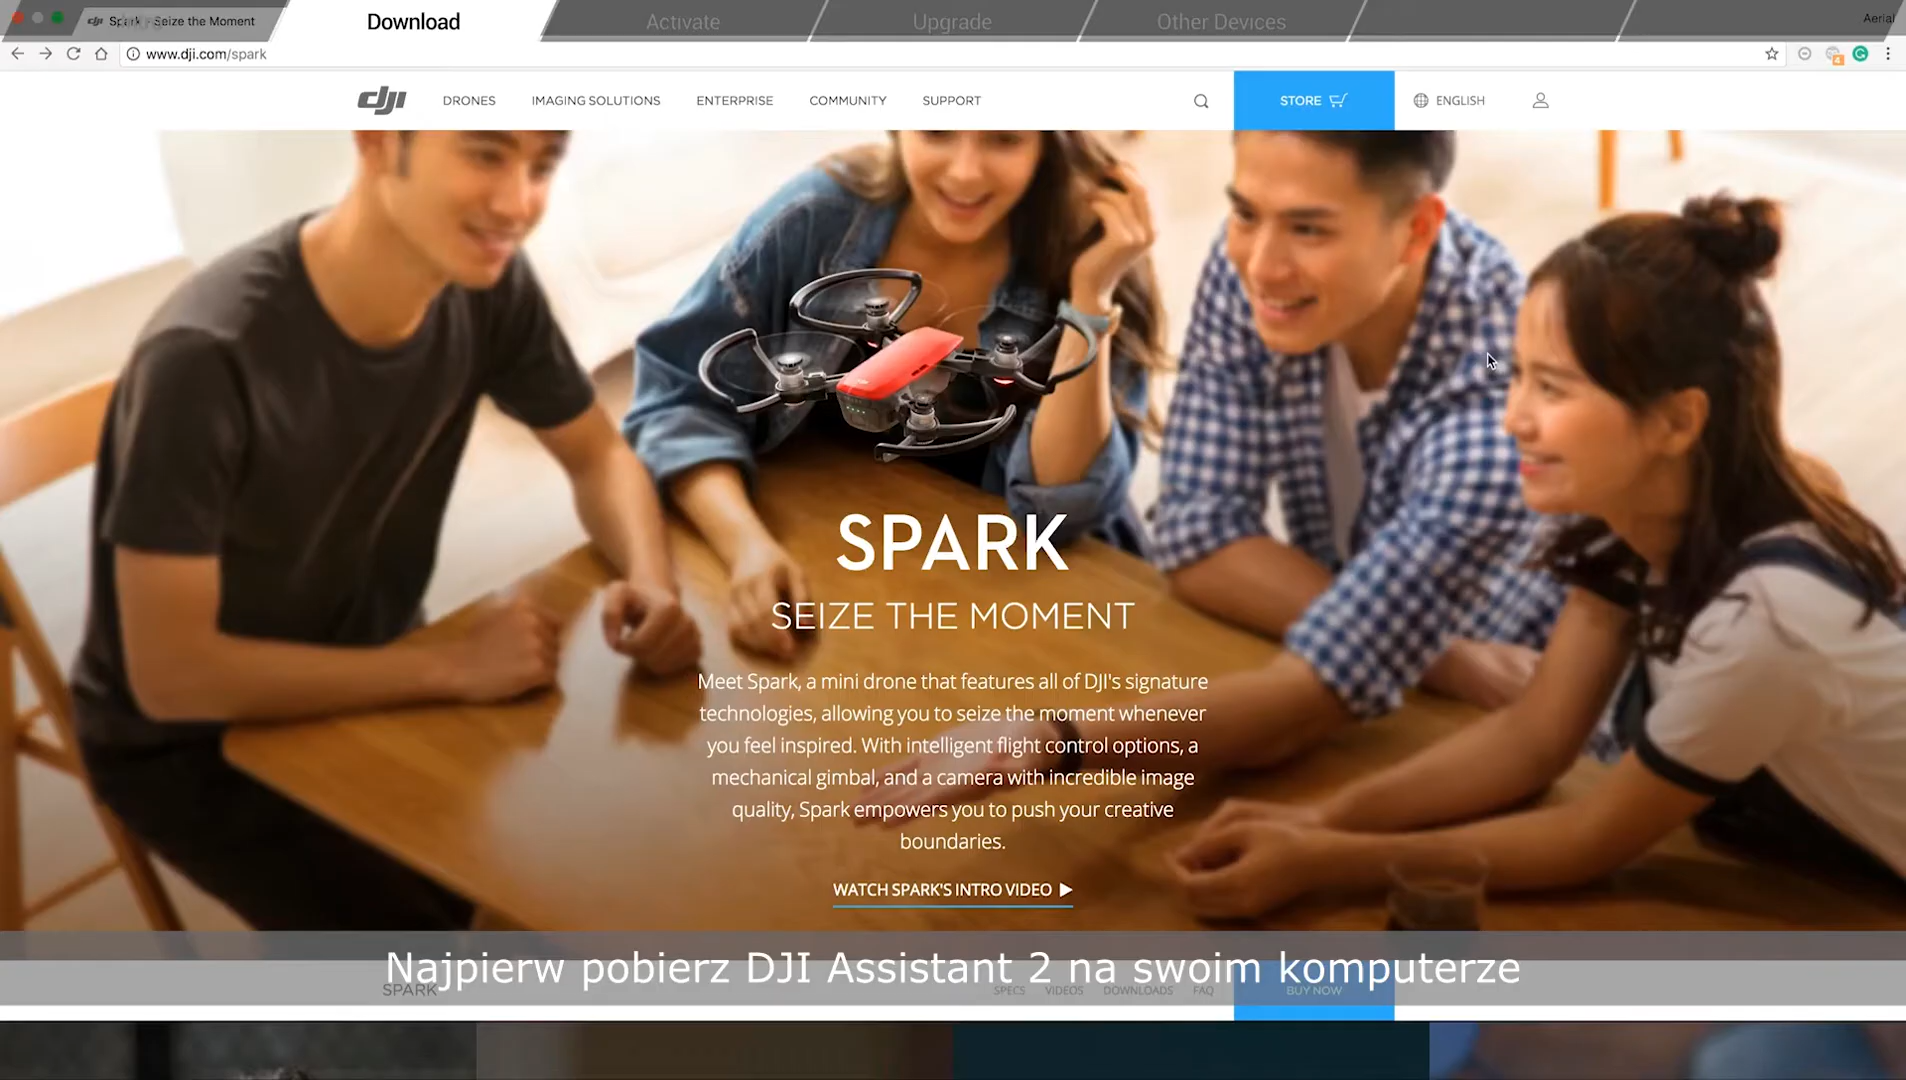 Spark - Seize the Moment
Download
Activate
Upgrade
Other Devices
Aerial
www.dji.com/spark
4
dji
DRONES
IMAGING SOLUTIONS
ENTERPRISE
COMMUNITY
SUPPORT
STORE
ENGLISH
SPARK
SEIZE THE MOMENT
Meet Spark, a mini drone that features all of DJI's signature
technologies, allowing you to seize the moment whenever
you feel inspired. With intelligent flight control options, a
mechanical gimbal, and a camera with incredible image
quality, Spark empowers you to push your creative
boundaries.
WATCH SPARK'S INTRO VIDEO
Najpierw pobierz DJI Assistant 2 na swoim komputerze
SPARK
SPECS
VIDEOS
DOWNLOADS
FAQ
BUY NOW